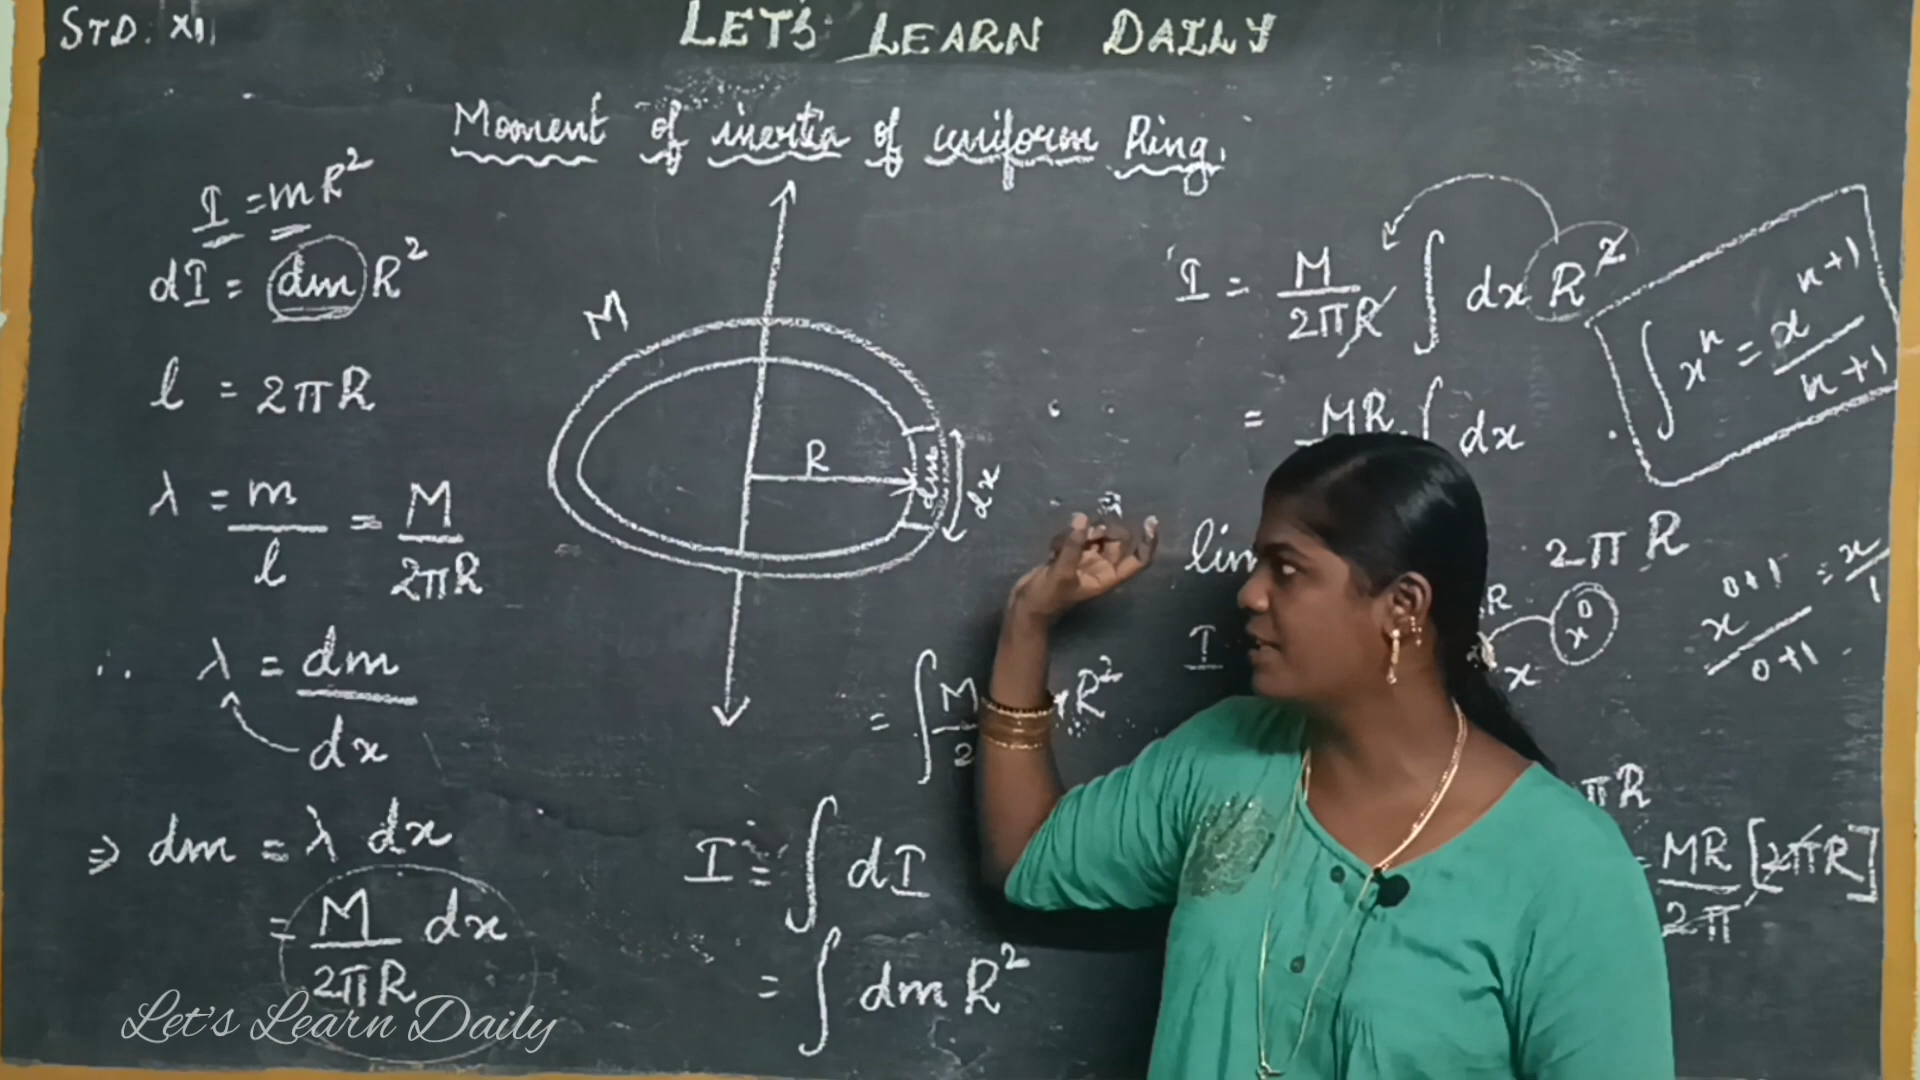 STD. XI
LET'S LEARN DAILY
Moment of inertia of uniform Ring.
I = mR²
dI = dm R²
l = 2πR
λ = m/l = M/2πR
∴ λ = dm/dx
⇒ dm = λ dx
= M/2πR dx
M
R
dm
dx
I = ∫ dI
= ∫ dm R²
= ∫ M R²
I = M/2πR ∫ dx R²
= MR ∫ dx
∫ xⁿ = xⁿ⁺¹/n+1
2πR
R
I
x
x⁰
x⁰⁺¹/0+1 = x/1
πR
= MR/2π [2πR]
Let's Learn Daily